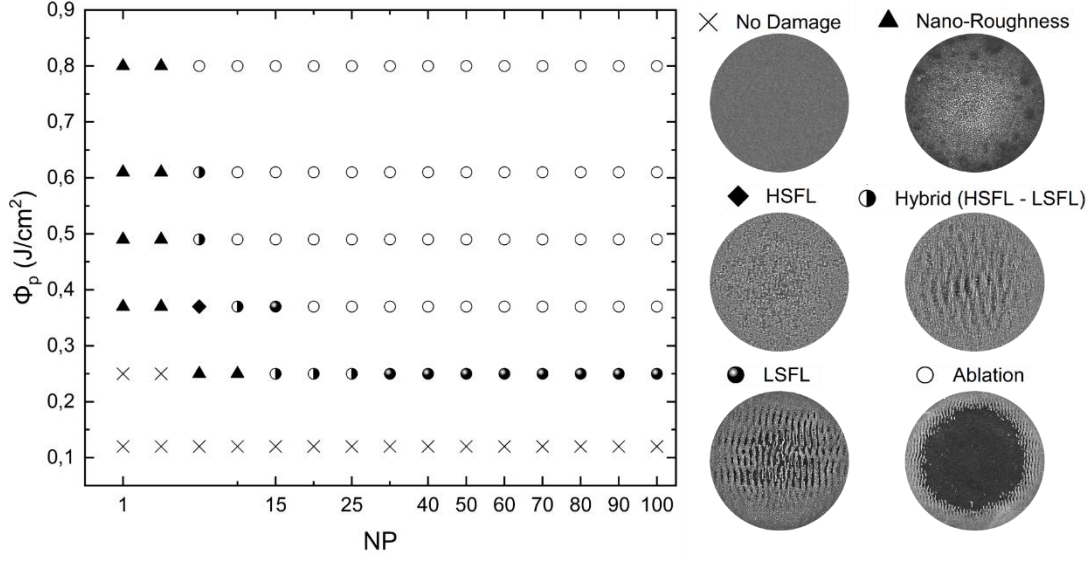 0,9
0,8
0,7
0,6
0,5
0,4
0,3
0,2
0,1
Φp (J/cm²)
1 15 25 40 50 60 70 80 90 100
NP
No Damage Nano-Roughness
HSFL Hybrid (HSFL - LSFL)
LSFL Ablation